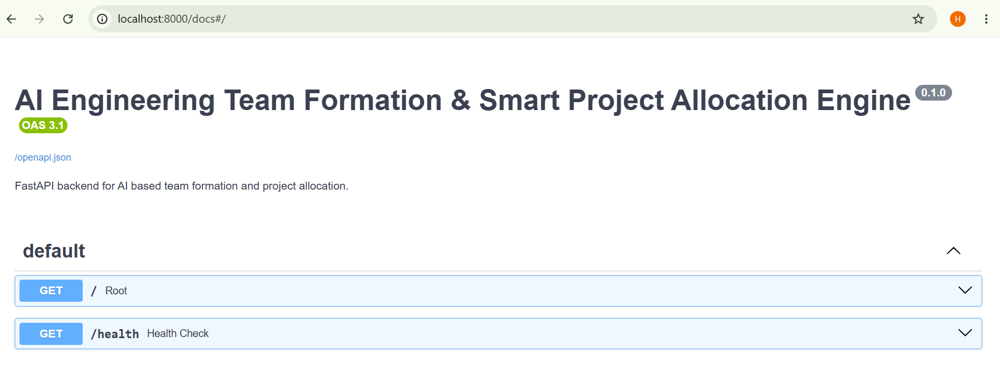 localhost:8000/docs#/
H
AI Engineering Team Formation & Smart Project Allocation Engine 0.1.0
OAS 3.1
/openapi.json
FastAPI backend for AI based team formation and project allocation.
default
GET / Root
GET /health Health Check